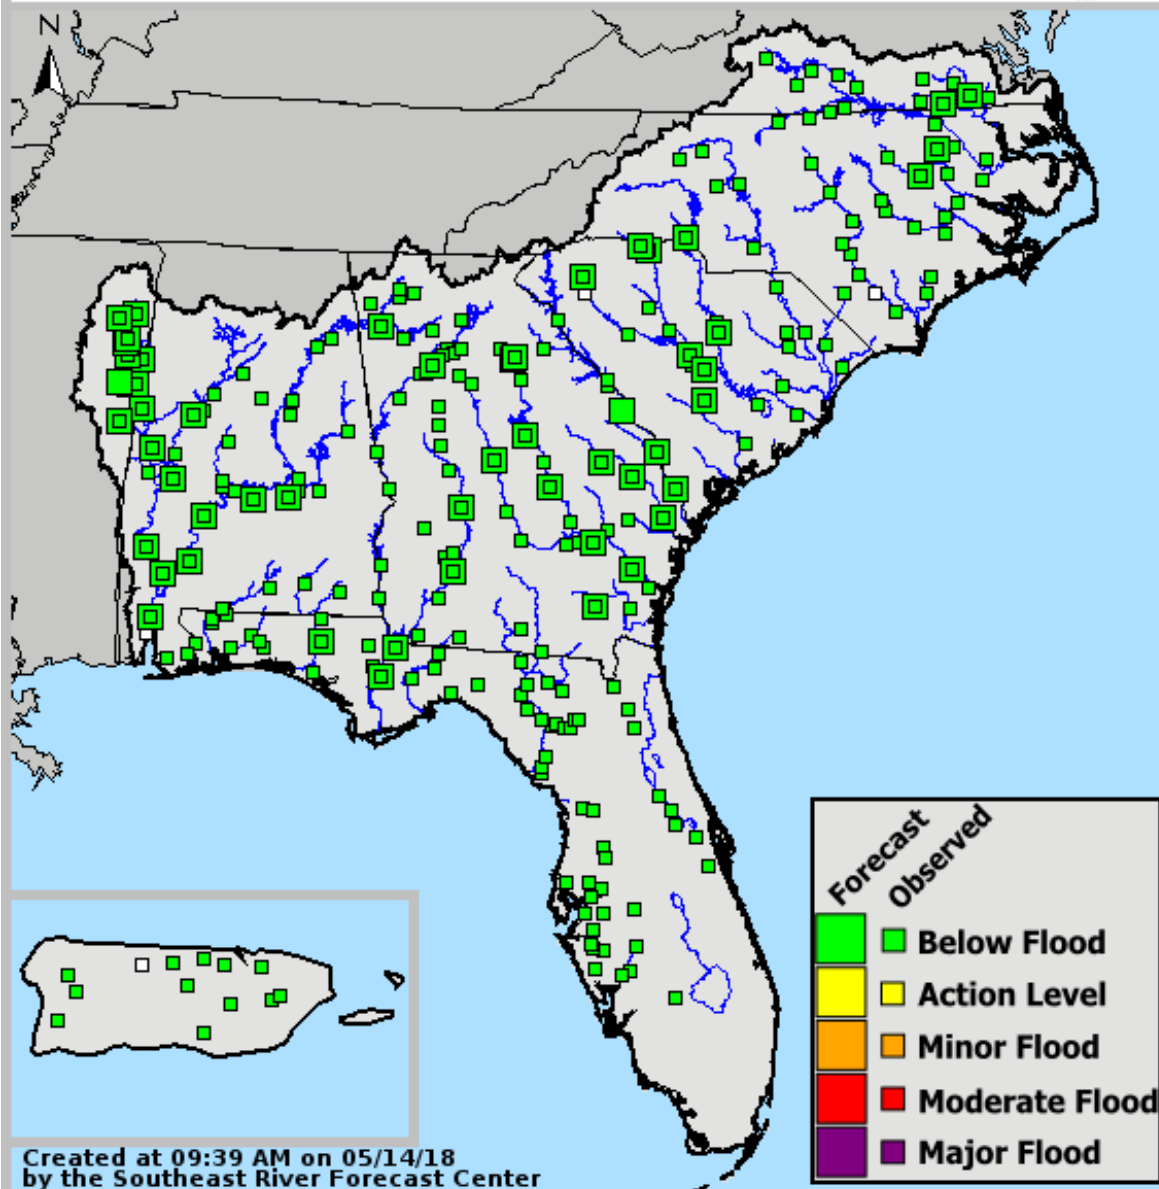 N
Forecast
Observed
Below Flood
Action Level
Minor Flood
Moderate Flood
Major Flood
Created at 09:39 AM on 05/14/18
by the Southeast River Forecast Center